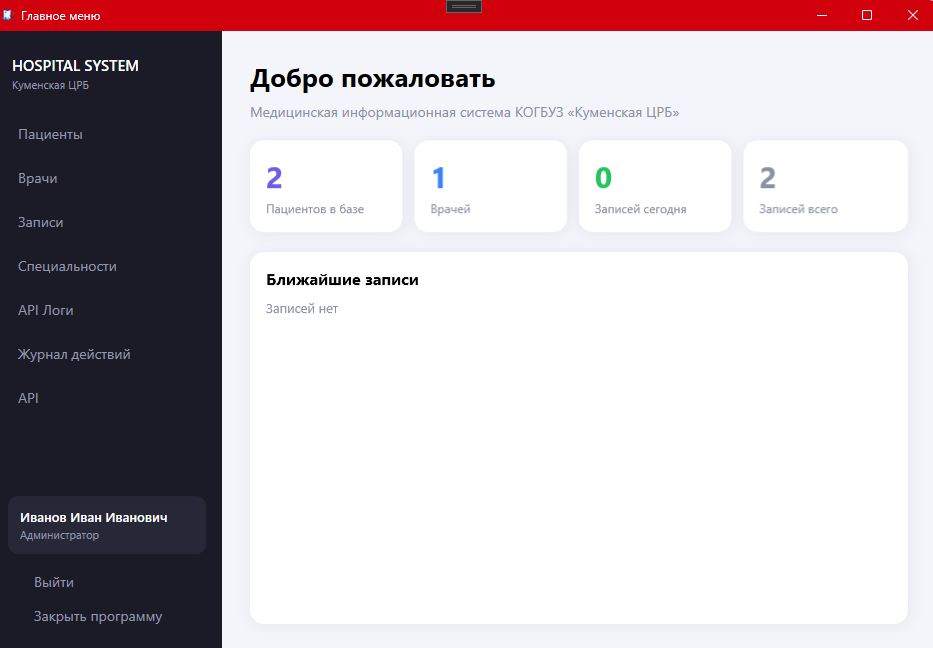 Главное меню
HOSPITAL SYSTEM
Куменская ЦРБ
Пациенты
Врачи
Записи
Специальности
API Логи
Журнал действий
API
Иванов Иван Иванович
Администратор
Выйти
Закрыть программу
Добро пожаловать
Медицинская информационная система КОГБУЗ «Куменская ЦРБ»
2
Пациентов в базе
1
Врачей
0
Записей сегодня
2
Записей всего
Ближайшие записи
Записей нет